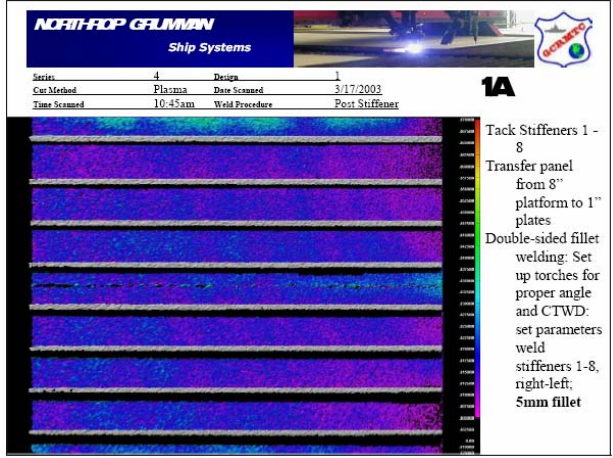 NORTHROP GRUMMAN
Ship Systems
GCRMTC
Series 4 Design 1
Cut Method Plasma Date Scanned 3/17/2003
Time Scanned 10:45am Weld Procedure Post Stiffener
1A
Tack Stiffeners 1 -
8
Transfer panel
from 8”
platform to 1”
plates
Double-sided fillet
welding: Set
up torches for
proper angle
and CTWD:
set parameters
weld
stiffeners 1-8,
right-left;
5mm fillet